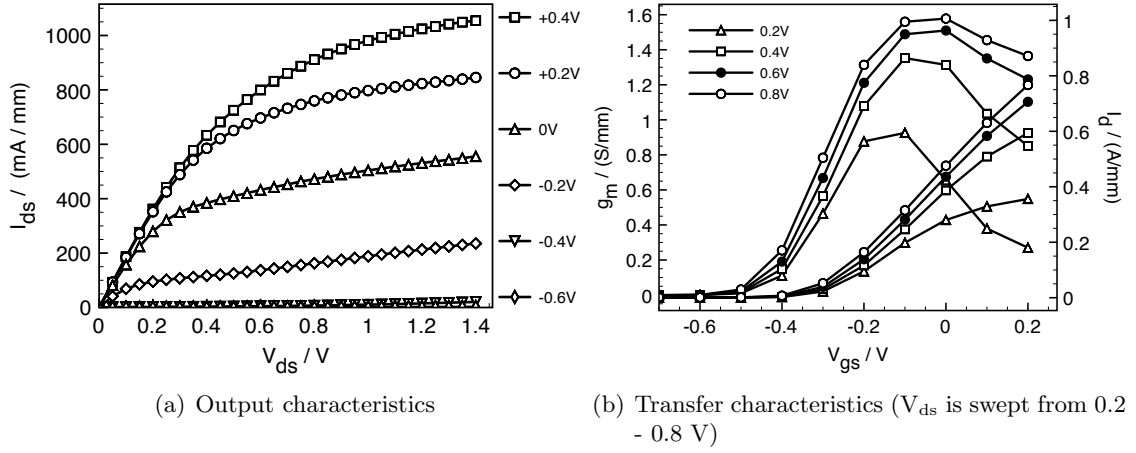 1000
800
600
400
200
0
I_ds / (mA / mm)
0
0.2
0.4
0.6
0.8
1
1.2
1.4
V_ds / V
+0.4V
+0.2V
0V
-0.2V
-0.4V
-0.6V
(a) Output characteristics
1.6
1.4
1.2
1
0.8
0.6
0.4
0.2
0
g_m / (S/mm)
0.2V
0.4V
0.6V
0.8V
1
0.8
0.6
0.4
0.2
0
I_d / (A/mm)
-0.6
-0.4
-0.2
0
0.2
V_gs / V
(b) Transfer characteristics (V_ds is swept from 0.2
- 0.8 V)